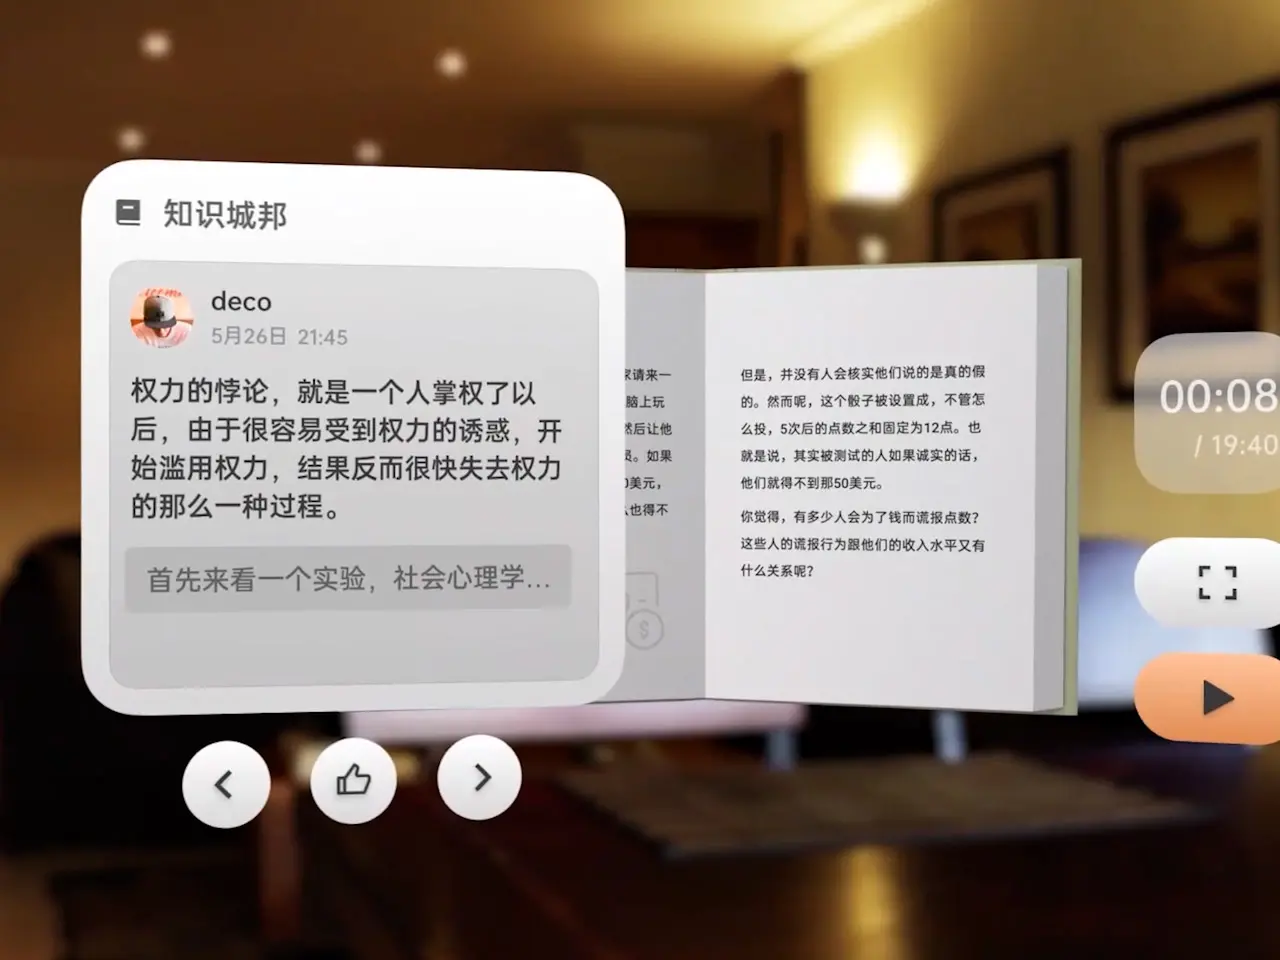 知识城邦
deco
5月26日 21:45
权力的悖论，就是一个人掌权了以
后，由于很容易受到权力的诱惑，开
始滥用权力，结果反而很快失去权力
的那么一种过程。
首先来看一个实验，社会心理学...
家请来一
脑上玩
然后让他
员。如果
0美元，
么也得不
但是，并没有人会核实他们说的是真的假
的。然而呢，这个骰子被设置成，不管怎
么投，5次后的点数之和固定为12点。也
就是说，其实被测试的人如果诚实的话，
他们就得不到那50美元。
你觉得，有多少人会为了钱而谎报点数？
这些人的谎报行为跟他们的收入水平又有
什么关系呢？
$
00:08
/ 19:40